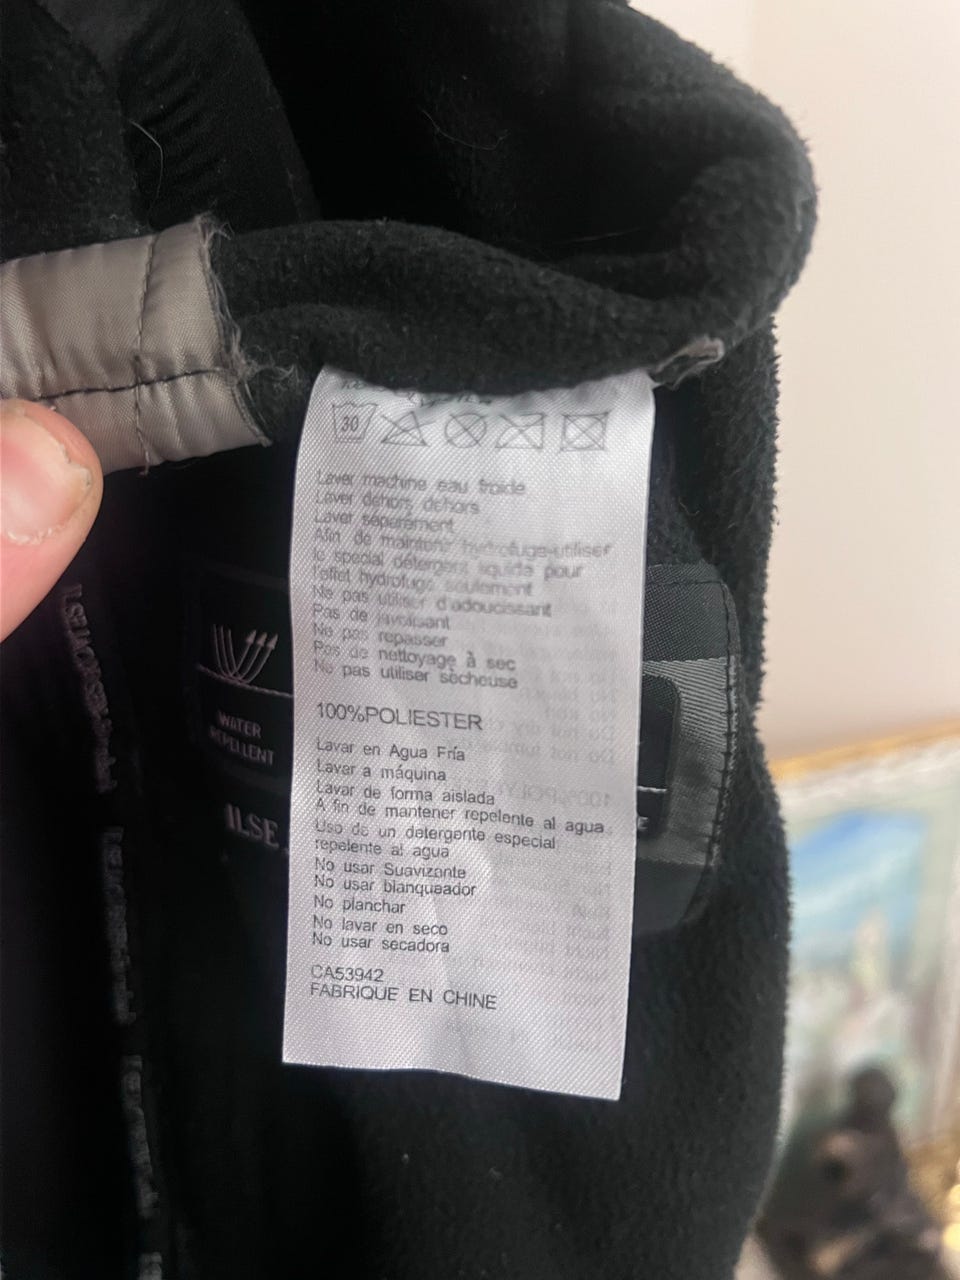 30
Laver machine eau froide
Laver dehors dehors
Laver séparément
Afin de maintenir hydrofuge-utiliser
le special détergent liquide pour
l'effet hydrofuge seulement
Ne pas utiliser d'adoucissant
Pas de javelisant
Ne pas repasser
Pas de nettoyage à sec
Ne pas utiliser sècheuse
100%POLIESTER
Lavar en Agua Fría
Lavar a máquina
Lavar de forma aislada
A fin de mantener repelente al agua
Uso de un detergente especial
repelente al agua
No usar Suavizante
No usar blanqueador
No planchar
No lavar en seco
No usar secadora
CA53942
FABRIQUE EN CHINE
WATER
REPELLENT
ILSE